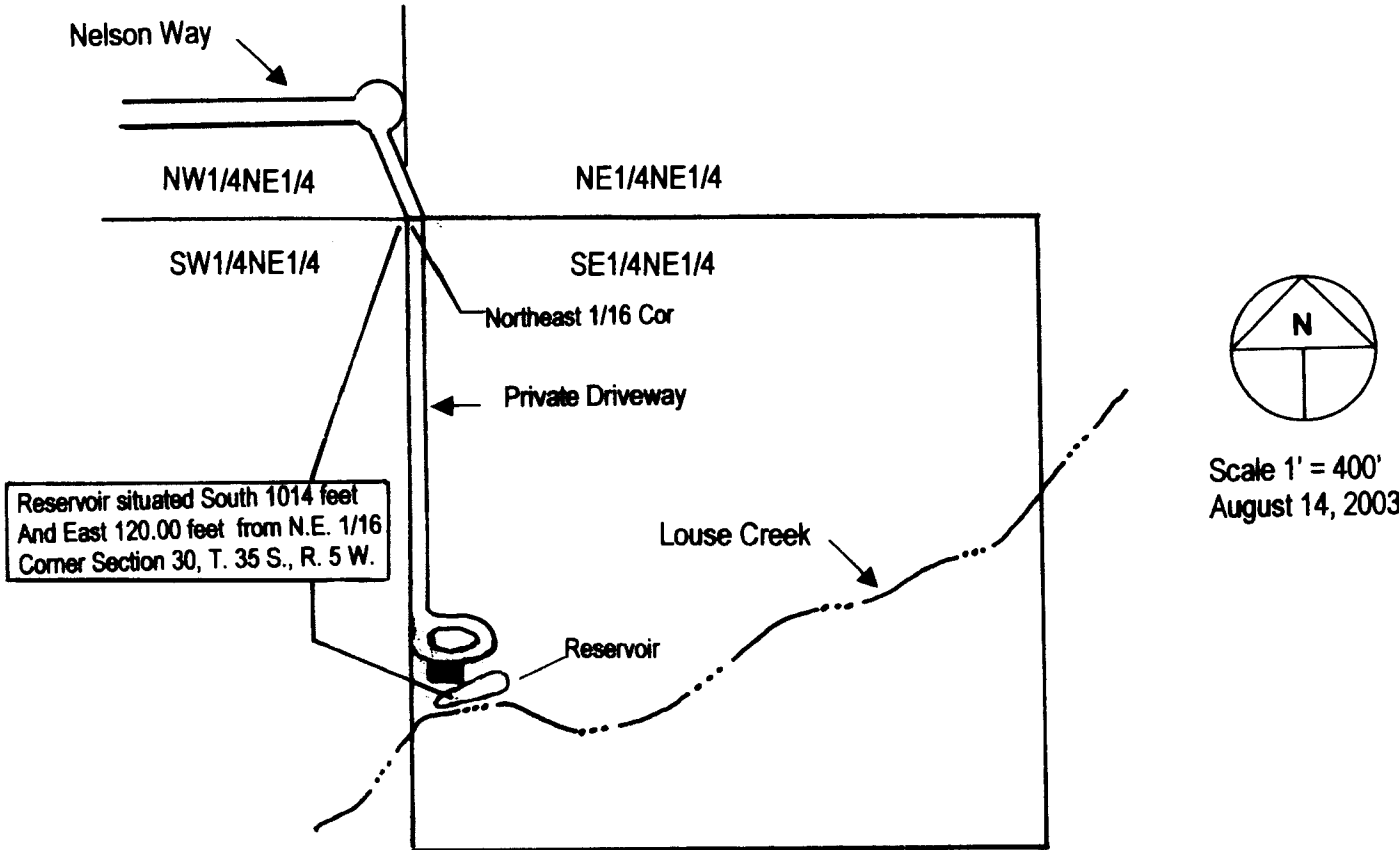 Nelson Way
NW1/4NE1/4
NE1/4NE1/4
SW1/4NE1/4
SE1/4NE1/4
Northeast 1/16 Cor
N
Private Driveway
Scale 1' = 400'
August 14, 2003
Reservoir situated South 1014 feet
And East 120.00 feet from N.E. 1/16
Corner Section 30, T. 35 S., R. 5 W.
Louse Creek
Reservoir